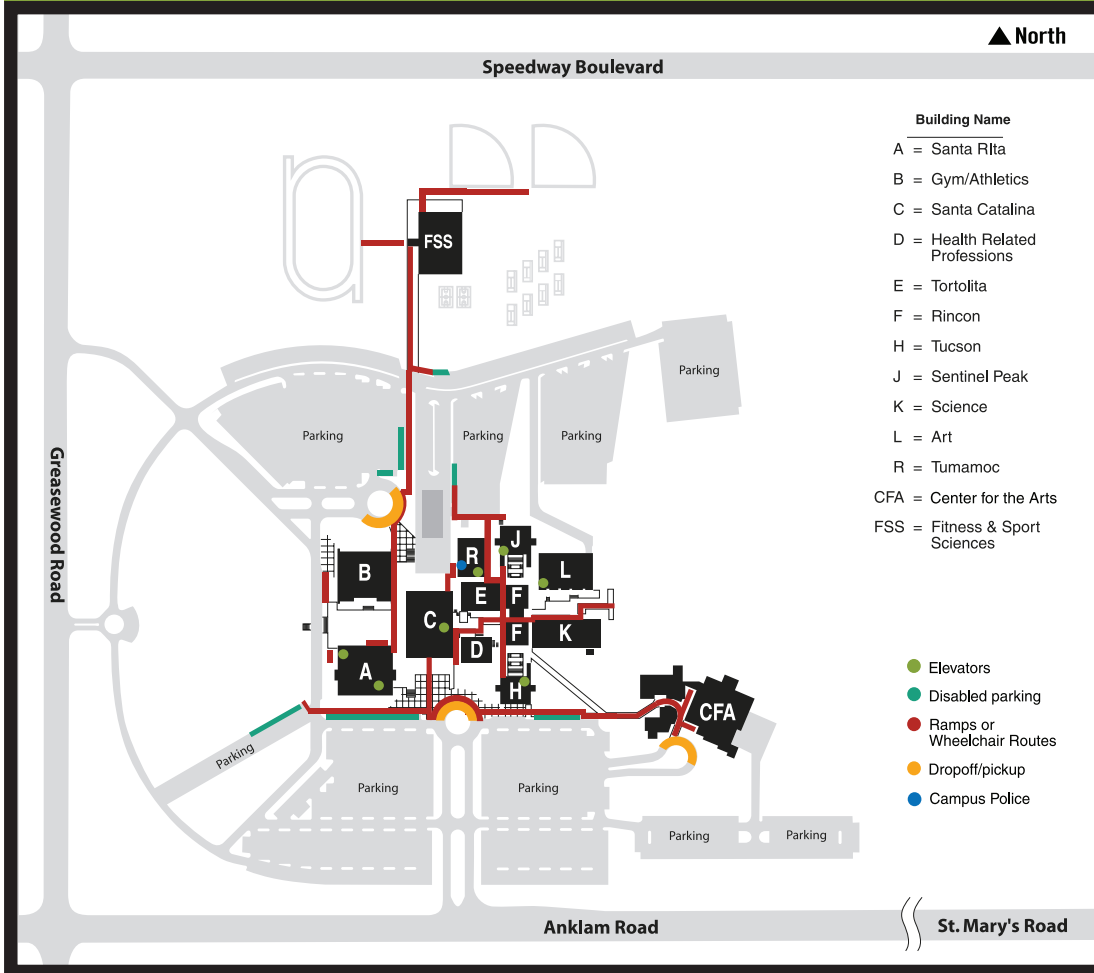 ▲ North
Speedway Boulevard
Building Name
A = Santa RIta
B = Gym/Athletics
C = Santa Catalina
D = Health Related
Professions
E = Tortolita
F = Rincon
H = Tucson
J = Sentinel Peak
K = Science
L = Art
R = Tumamoc
CFA = Center for the Arts
FSS = Fitness & Sport
Sciences
FSS
Parking
Parking
Parking
Parking
Greasewood Road
J
R
L
B
E
F
C
F
K
D
A
H
CFA
Elevators
Disabled parking
Ramps or
Wheelchair Routes
Dropoff/pickup
Campus Police
Parking
Parking
Parking
Parking
Parking
Anklam Road
St. Mary's Road